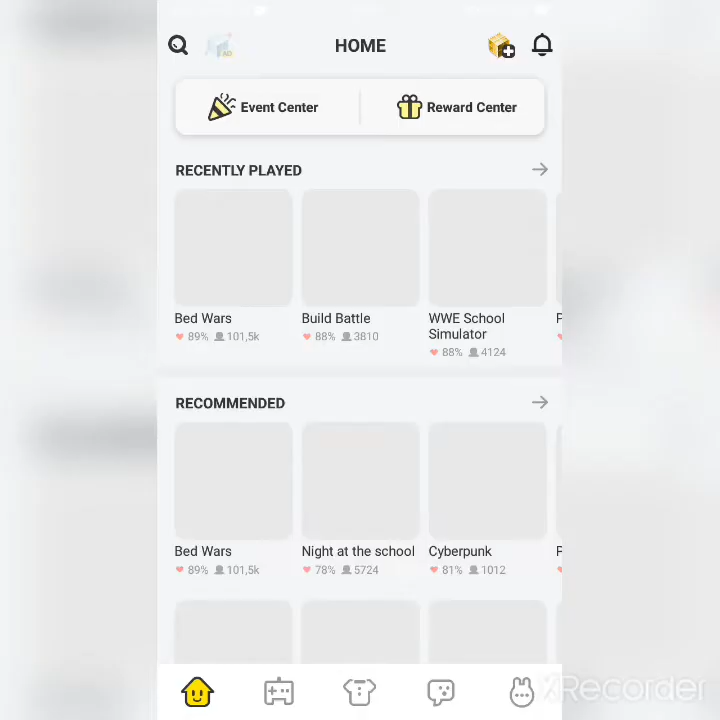 HOME
AD
Event Center
Reward Center
RECENTLY PLAYED
Bed Wars
Build Battle
WWE School
Simulator
P
89% 101,5k
88% 3810
88% 4124
RECOMMENDED
Bed Wars
Night at the school
Cyberpunk
P
89% 101,5k
78% 5724
81% 1012
XRecorder